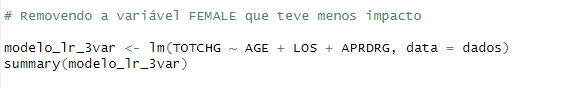 # Removendo a variável FEMALE que teve menos impacto
modelo_lr_3var <- lm(TOTCHG ~ AGE + LOS + APRDRG, data = dados)
summary(modelo_lr_3var)